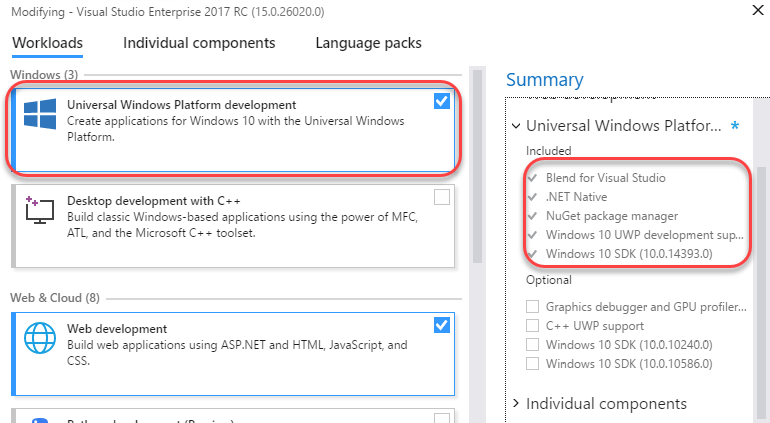 Modifying - Visual Studio Enterprise 2017 RC (15.0.26020.0)
Workloads
Individual components
Language packs
Windows (3)
Universal Windows Platform development
Create applications for Windows 10 with the Universal Windows
Platform.
Desktop development with C++
Build classic Windows-based applications using the power of MFC,
ATL, and the Microsoft C++ toolset.
Web & Cloud (8)
Web development
Build web applications using ASP.NET and HTML, JavaScript, and
CSS.
Summary
Universal Windows Platfor... *
Included
Blend for Visual Studio
.NET Native
NuGet package manager
Windows 10 UWP development sup...
Windows 10 SDK (10.0.14393.0)
Optional
Graphics debugger and GPU profiler...
C++ UWP support
Windows 10 SDK (10.0.10240.0)
Windows 10 SDK (10.0.10586.0)
Individual components